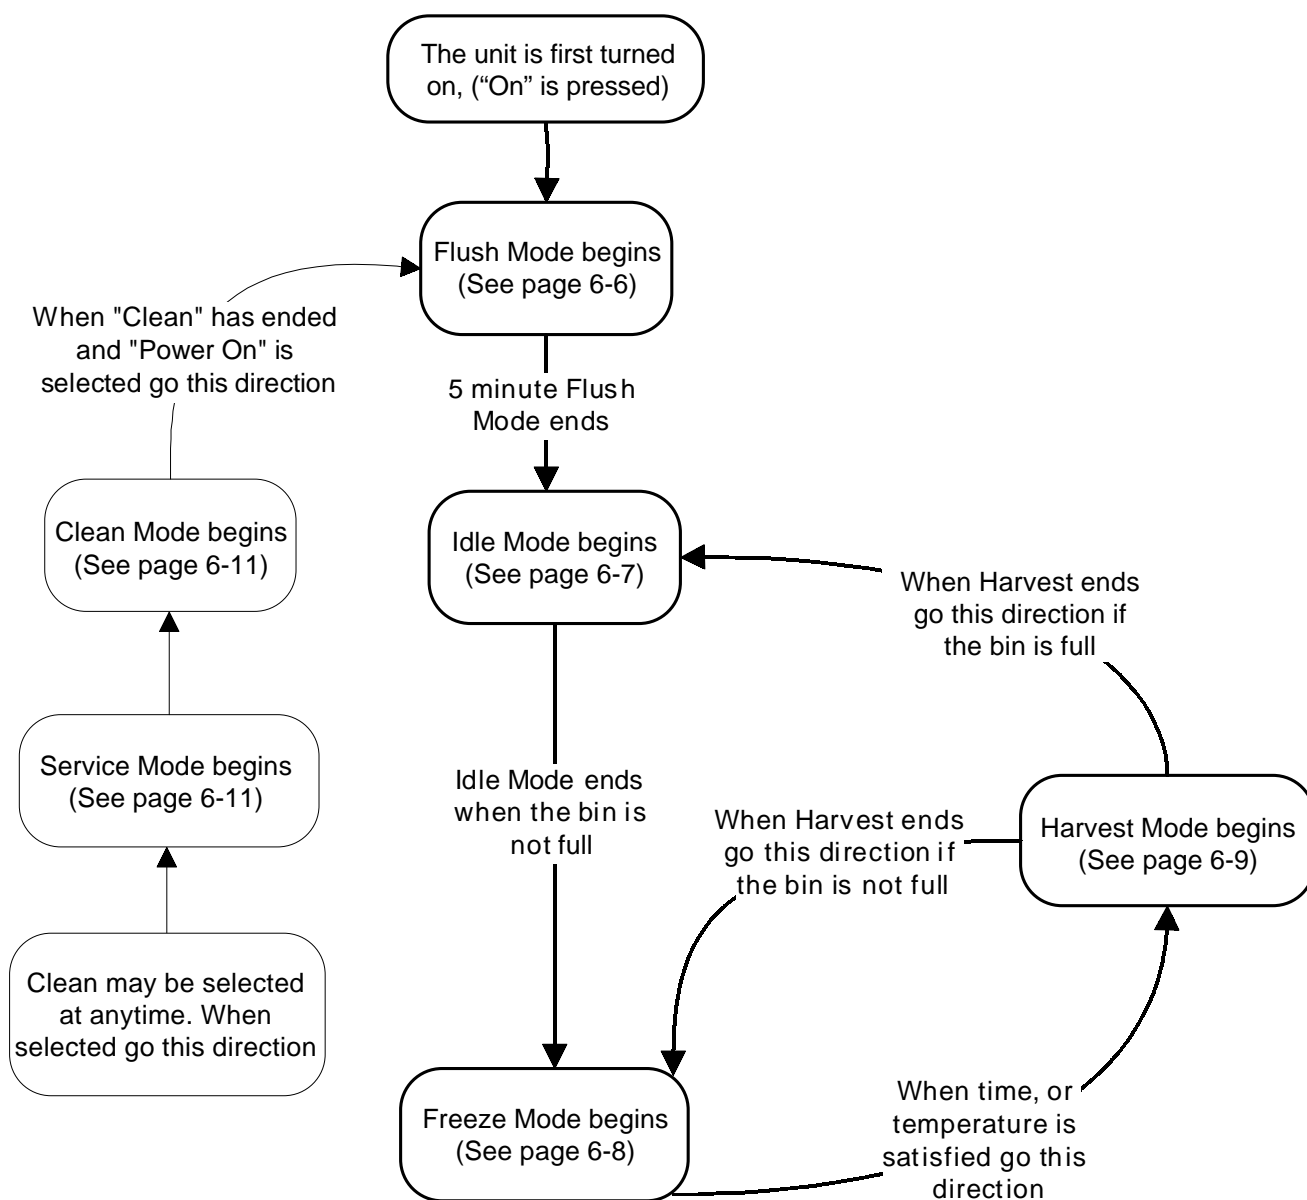 The unit is first turned
on, (“On” is pressed)
Flush Mode begins
(See page 6-6)
When "Clean" has ended
and "Power On" is
selected go this direction
5 minute Flush
Mode ends
Clean Mode begins
(See page 6-11)
Idle Mode begins
(See page 6-7)
When Harvest ends
go this direction if
the bin is full
Service Mode begins
(See page 6-11)
Idle Mode ends
when the bin is
not full
When Harvest ends
go this direction if
the bin is not full
Harvest Mode begins
(See page 6-9)
Clean may be selected
at anytime. When
selected go this direction
Freeze Mode begins
(See page 6-8)
When time, or
temperature is
satisfied go this
direction